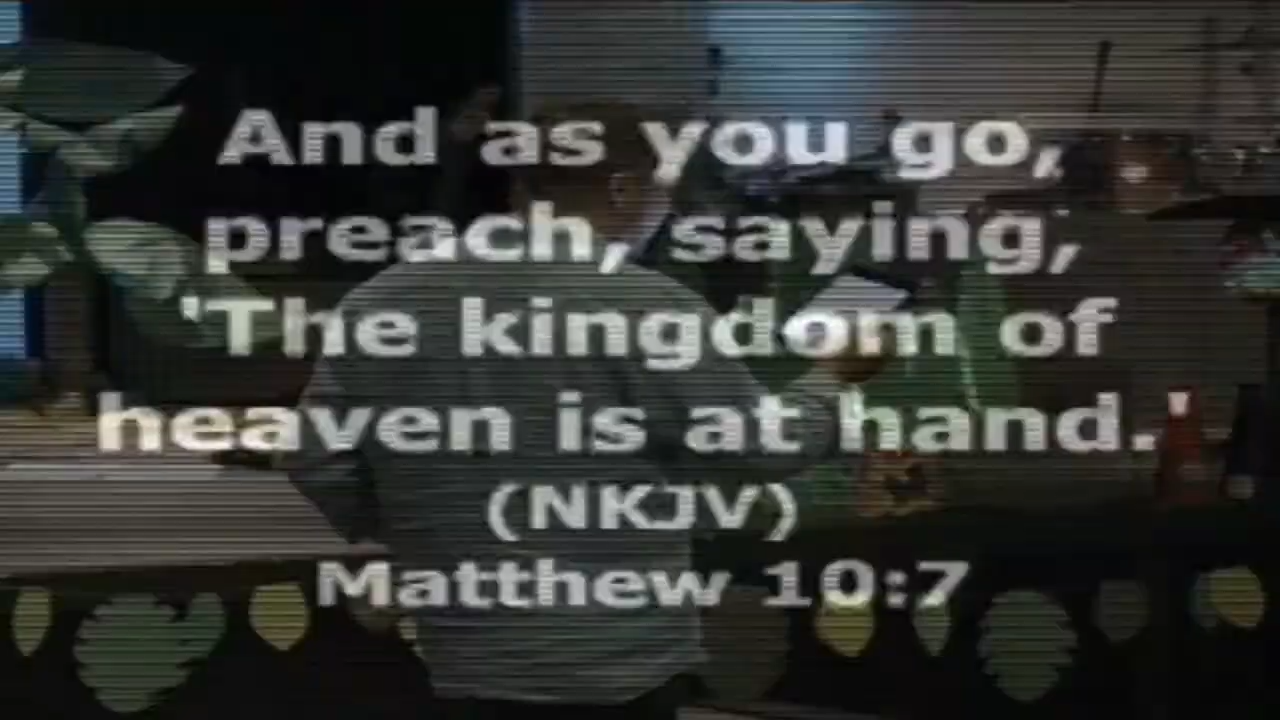 And as you go,
preach, saying,
'The kingdom of
heaven is at hand.'
(NKJV)
Matthew 10:7